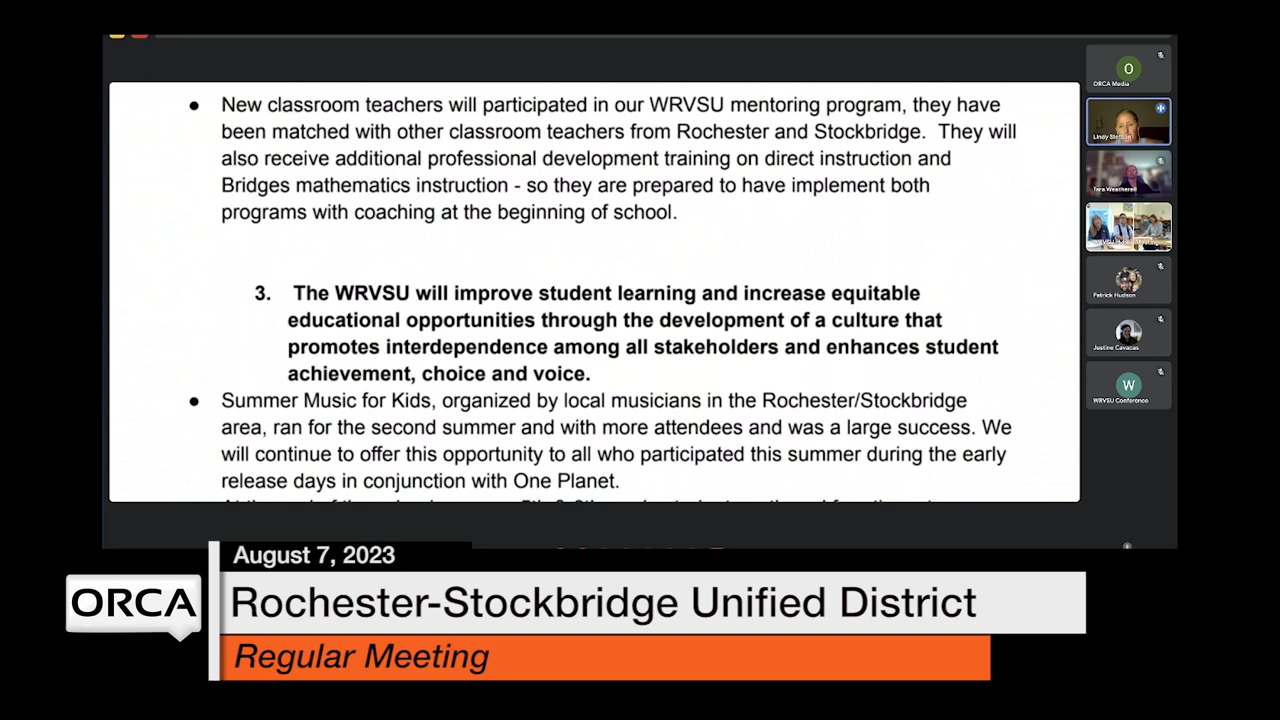 ● New classroom teachers will participated in our WRVSU mentoring program, they have
been matched with other classroom teachers from Rochester and Stockbridge. They will
also receive additional professional development training on direct instruction and
Bridges mathematics instruction - so they are prepared to have implement both
programs with coaching at the beginning of school.
3. The WRVSU will improve student learning and increase equitable
educational opportunities through the development of a culture that
promotes interdependence among all stakeholders and enhances student
achievement, choice and voice.
● Summer Music for Kids, organized by local musicians in the Rochester/Stockbridge
area, ran for the second summer and with more attendees and was a large success. We
will continue to offer this opportunity to all who participated this summer during the early
release days in conjunction with One Planet.
O
ORCA Media
Lindy Stetson
Tara Weatherell
Patrick Hudson
Justine Cavacas
W
WRVSU Conference
August 7, 2023
ORCA
Rochester-Stockbridge Unified District
Regular Meeting